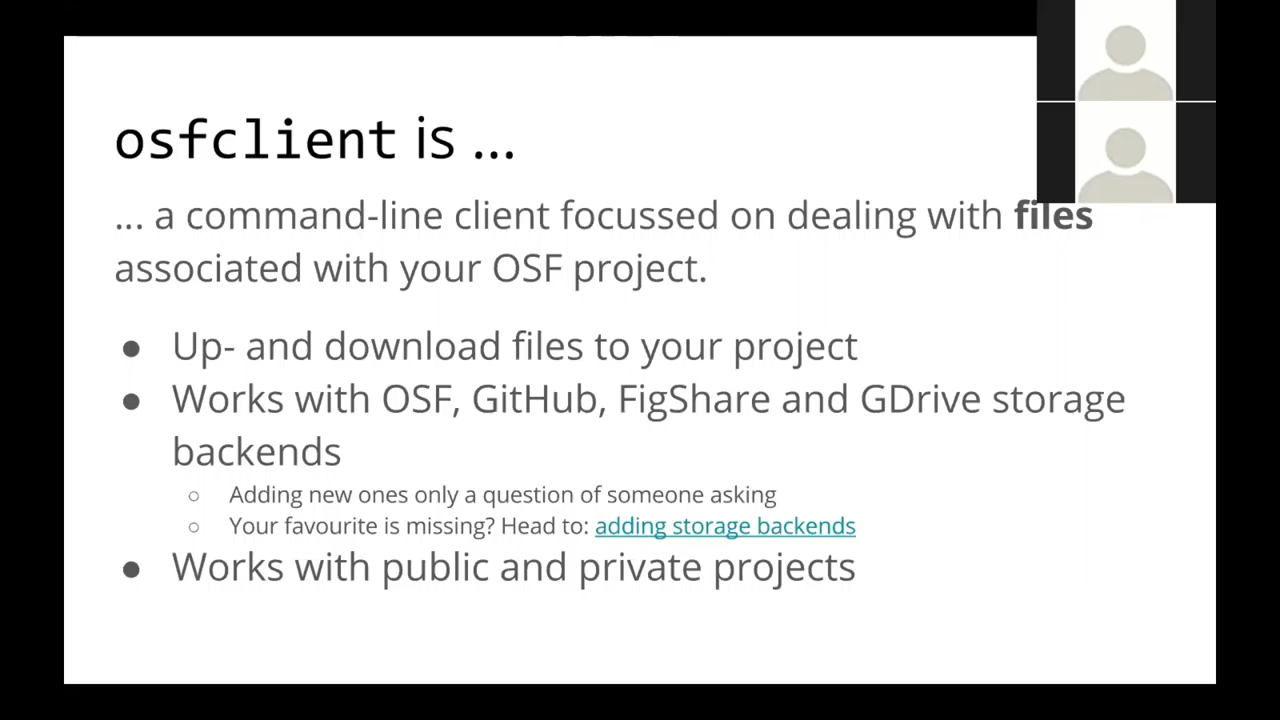 osfclient is ...
... a command-line client focussed on dealing with files
associated with your OSF project.
● Up- and download files to your project
● Works with OSF, GitHub, FigShare and GDrive storage
backends
○ Adding new ones only a question of someone asking
○ Your favourite is missing? Head to: adding storage backends
● Works with public and private projects